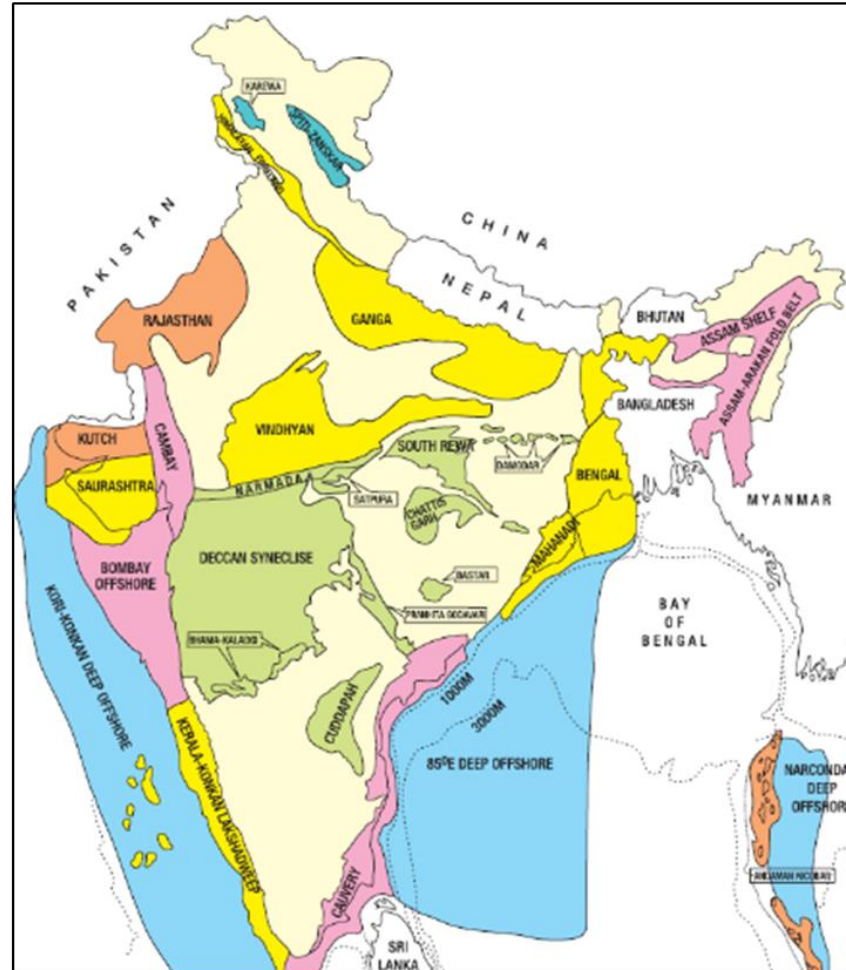 KAREWA
SPITI-ZANSKAR
HIMALAYAN FORELAND
PAKISTAN
CHINA
NEPAL
RAJASTHAN
GANGA
BHUTAN
ASSAM SHELF
ASSAM-ARAKAN FOLD BELT
BANGLADESH
KUTCH
CAMBAY
VINDHYAN
SOUTH REWA
DAMODAR
BENGAL
SAURASHTRA
NARMADA
SATPURA
CHATTIS
GARH
MYANMAR
MAHANADI
BOMBAY
OFFSHORE
DECCAN SYNECLISE
BASTAR
KORI-KONKAN DEEP OFFSHORE
PRANHITA GODAVARI
BAY
OF
BENGAL
BHIMA-KALADGI
1000M
3000M
CUDDAPAH
85⁰E DEEP OFFSHORE
NARCONDAM
DEEP
OFFSHORE
KERALA-KONKAN LAKSHADWEEP
CAUVERY
ANDAMAN NICOBAR
SRI
LANKA